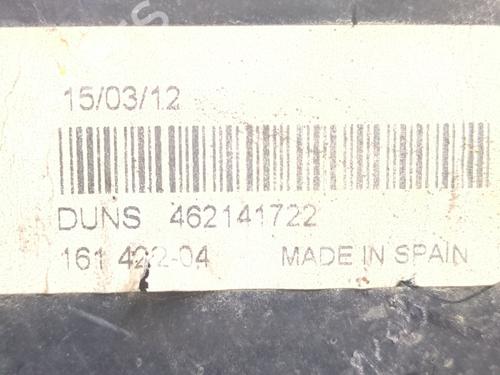 15/03/12
DUNS 462141722
161 422-04 MADE IN SPAIN